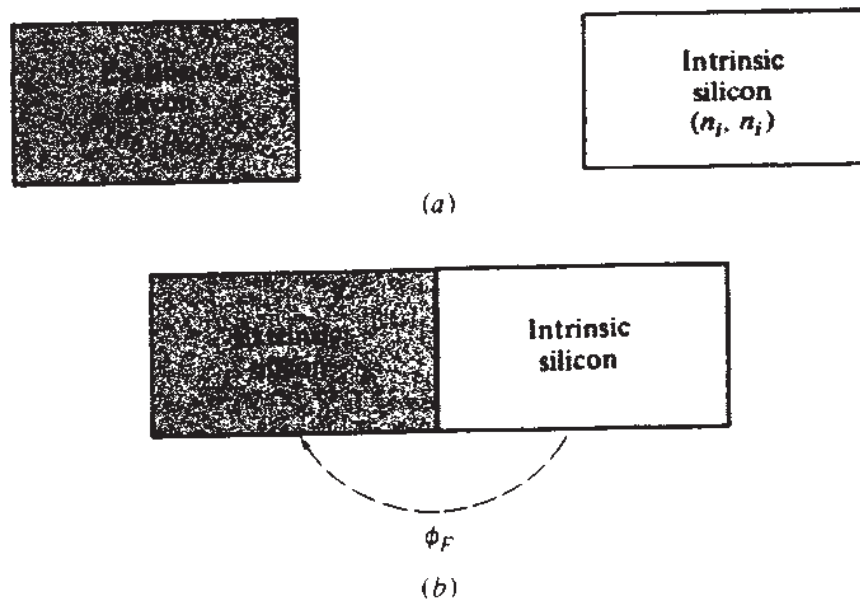 Intrinsic
silicon
(n_i, n_i)
(a)
Intrinsic
silicon
ϕ_F
(b)